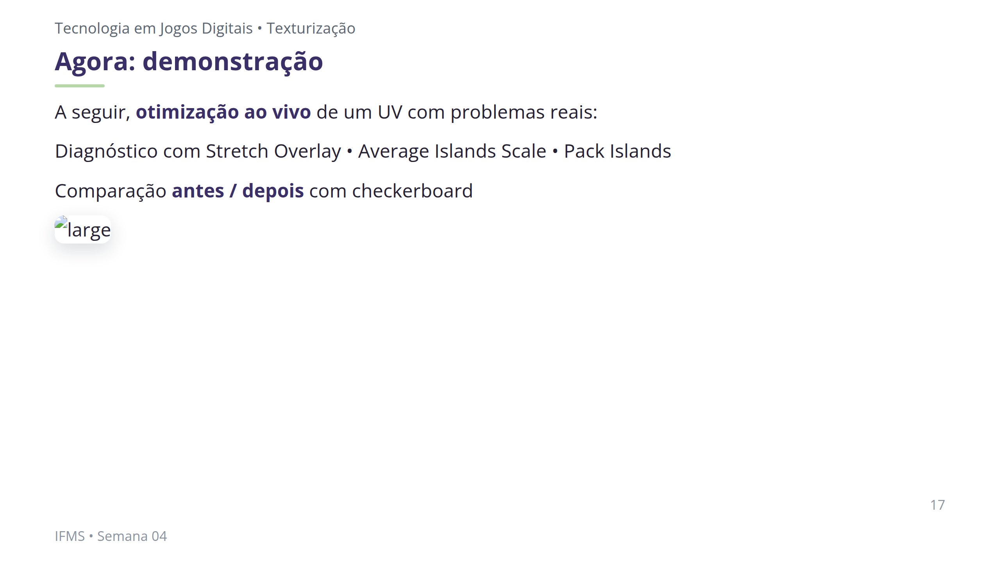 Tecnologia em Jogos Digitais • Texturização
Agora: demonstração
A seguir, otimização ao vivo de um UV com problemas reais:
Diagnóstico com Stretch Overlay • Average Islands Scale • Pack Islands
Comparação antes / depois com checkerboard
large
17
IFMS • Semana 04